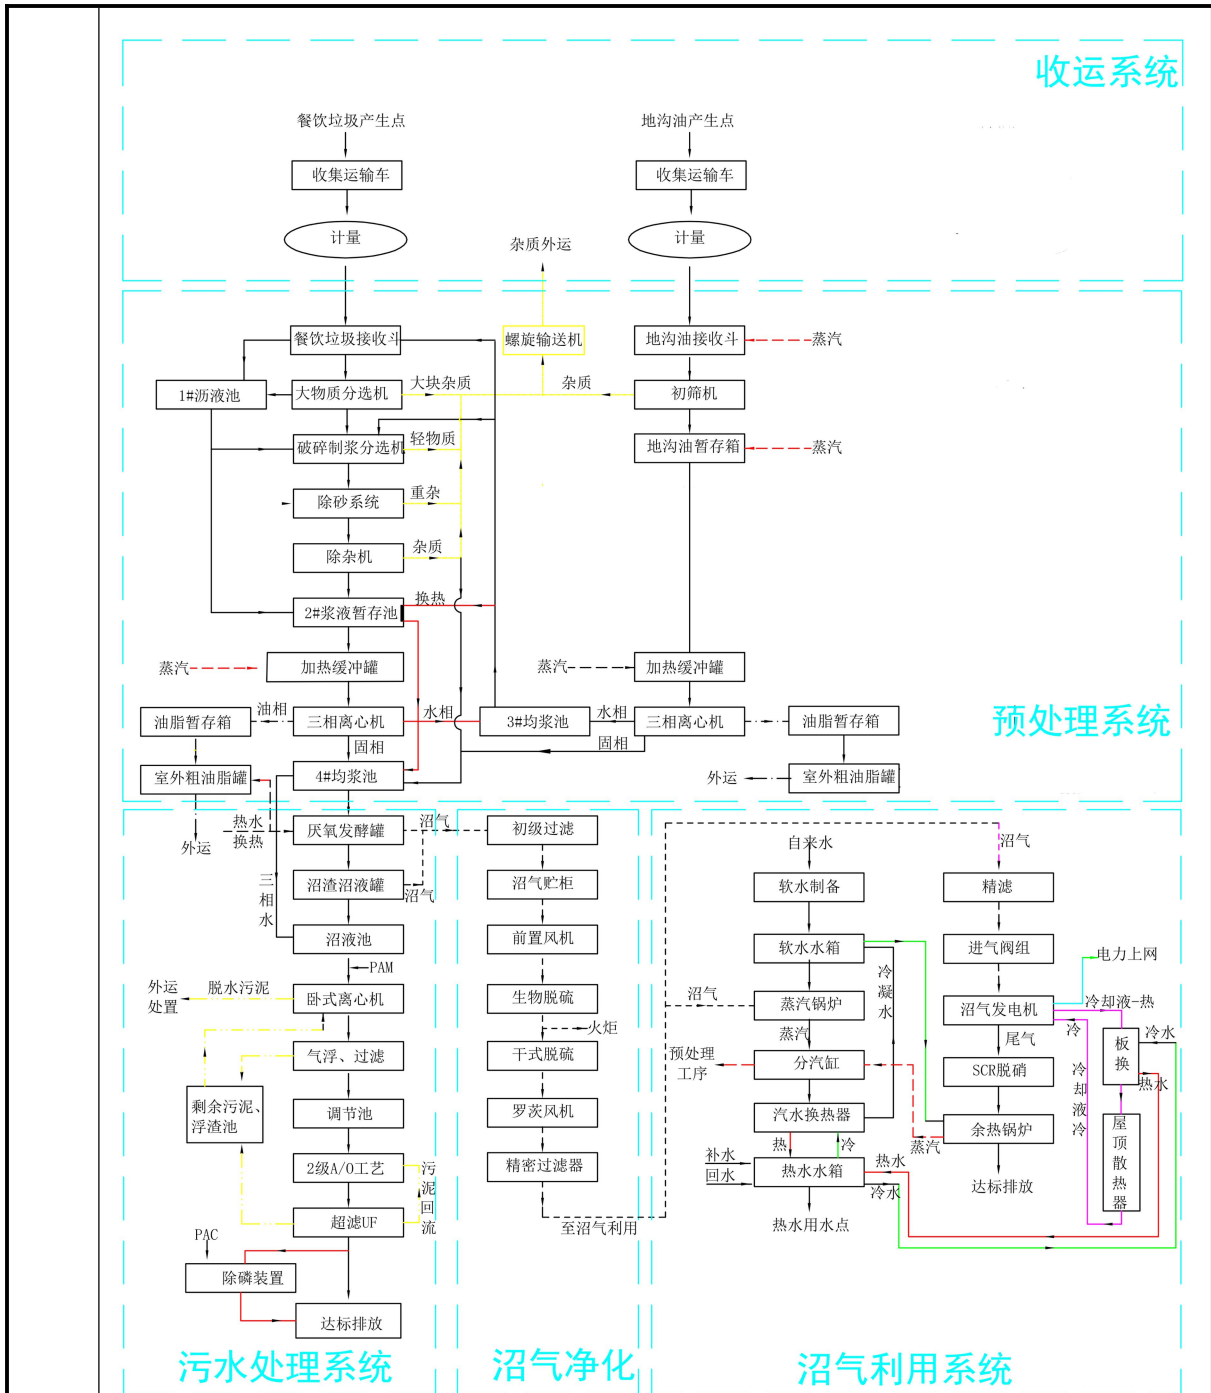 收运系统
餐饮垃圾产生点
地沟油产生点
收集运输车
收集运输车
计量
计量
杂质外运
餐饮垃圾接收斗
螺旋输送机
地沟油接收斗
蒸汽
1#沥液池
大物质分选机
大块杂质
杂质
初筛机
破碎制浆分选机
轻物质
地沟油暂存箱
蒸汽
除砂系统
重杂
除杂机
杂质
2#浆液暂存池
换热
蒸汽
加热缓冲罐
蒸汽
加热缓冲罐
油脂暂存箱
油相
三相离心机
水相
3#均浆池
水相
三相离心机
油脂暂存箱
预处理系统
固相
固相
室外粗油脂罐
4#均浆池
外运
室外粗油脂罐
热水
换热
外运
厌氧发酵罐
沼气
初级过滤
自来水
沼气
三相水
沼渣沼液罐
沼气
沼气贮柜
软水制备
精滤
沼液池
前置风机
软水水箱
进气阀组
电力上网
PAM
外运
处置
脱水污泥
卧式离心机
生物脱硫
沼气
蒸汽锅炉
冷凝水
沼气发电机
冷却液-热
火炬
蒸汽
冷
尾气
冷水
气浮、过滤
干式脱硫
预处理
工序
分汽缸
SCR脱硝
冷却液冷
板换
热水
剩余污泥、
浮渣池
调节池
罗茨风机
汽水换热器
余热锅炉
屋顶散热器
热
冷
蒸汽
2级A/O工艺
污泥回流
精密过滤器
补水
回水
热水水箱
热水
冷水
达标排放
超滤UF
至沼气利用
热水用水点
PAC
除磷装置
达标排放
污水处理系统
沼气净化
沼气利用系统